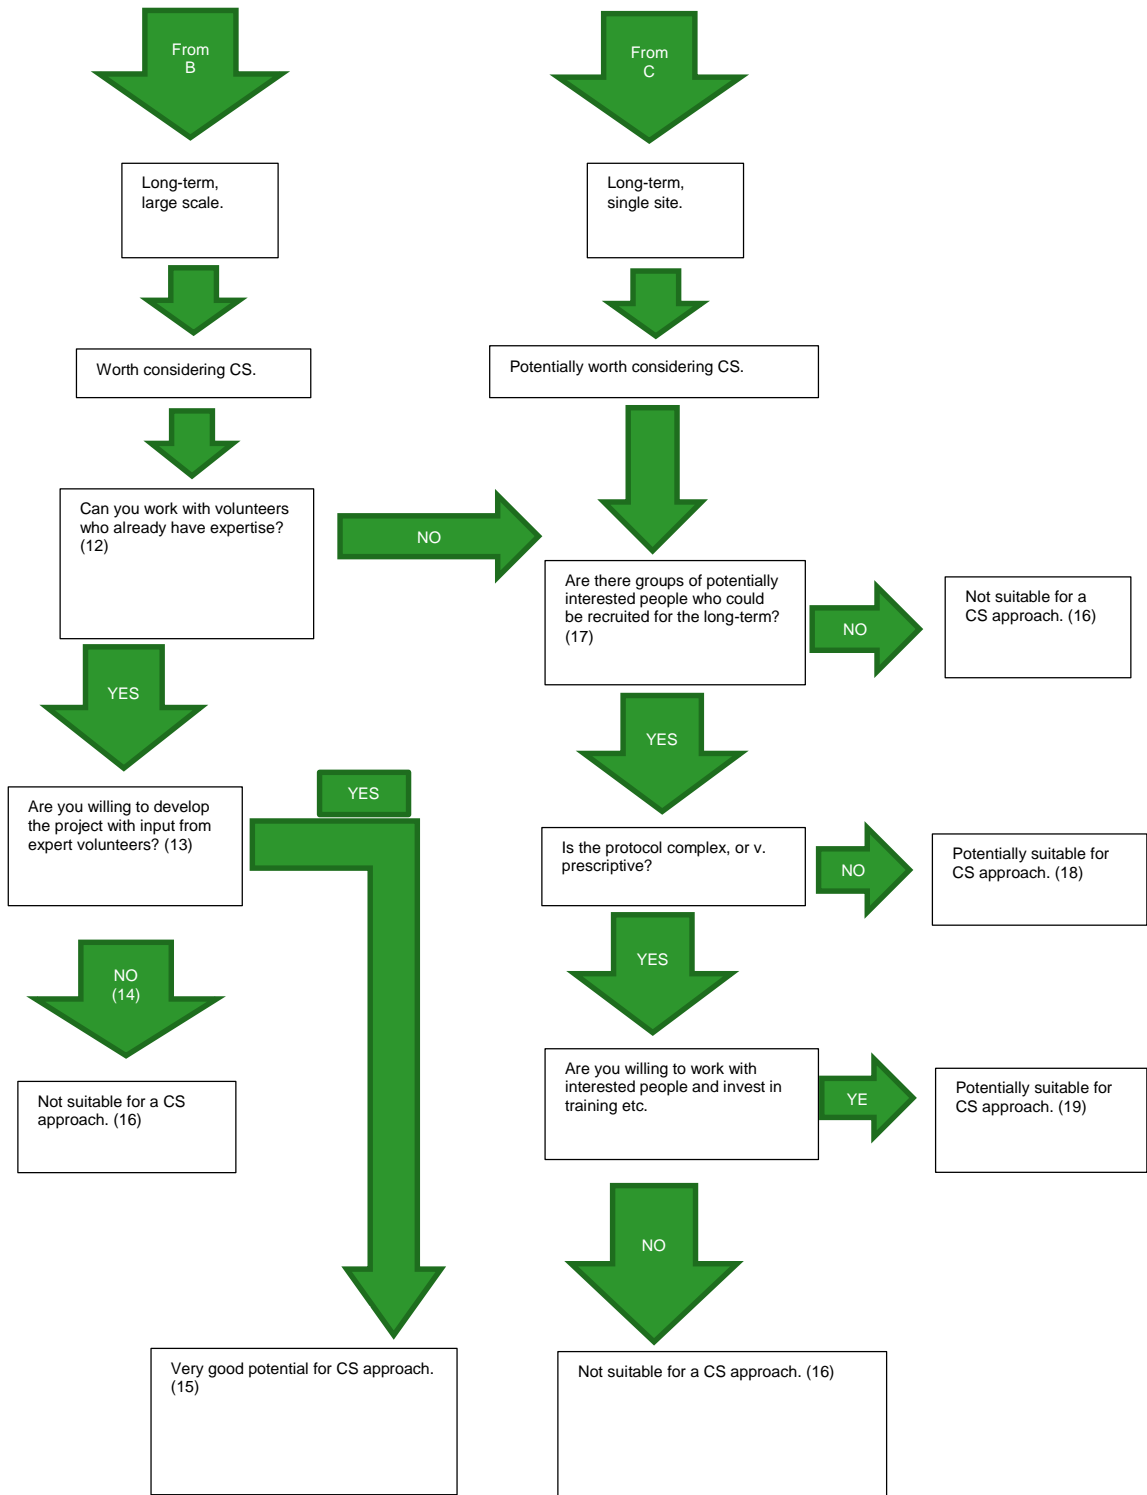 From
B
From
C
Long-term,
large scale.
Long-term,
single site.
Worth considering CS.
Potentially worth considering CS.
Can you work with volunteers
who already have expertise?
(12)
NO
Are there groups of potentially
interested people who could
be recruited for the long-term?
(17)
NO
Not suitable for a
CS approach. (16)
YES
YES
YES
Are you willing to develop
the project with input from
expert volunteers? (13)
Is the protocol complex, or v.
prescriptive?
NO
Potentially suitable for
CS approach. (18)
NO
(14)
YES
Not suitable for a CS
approach. (16)
Are you willing to work with
interested people and invest in
training etc.
YE
Potentially suitable for
CS approach. (19)
NO
Very good potential for CS approach.
(15)
Not suitable for a CS approach. (16)